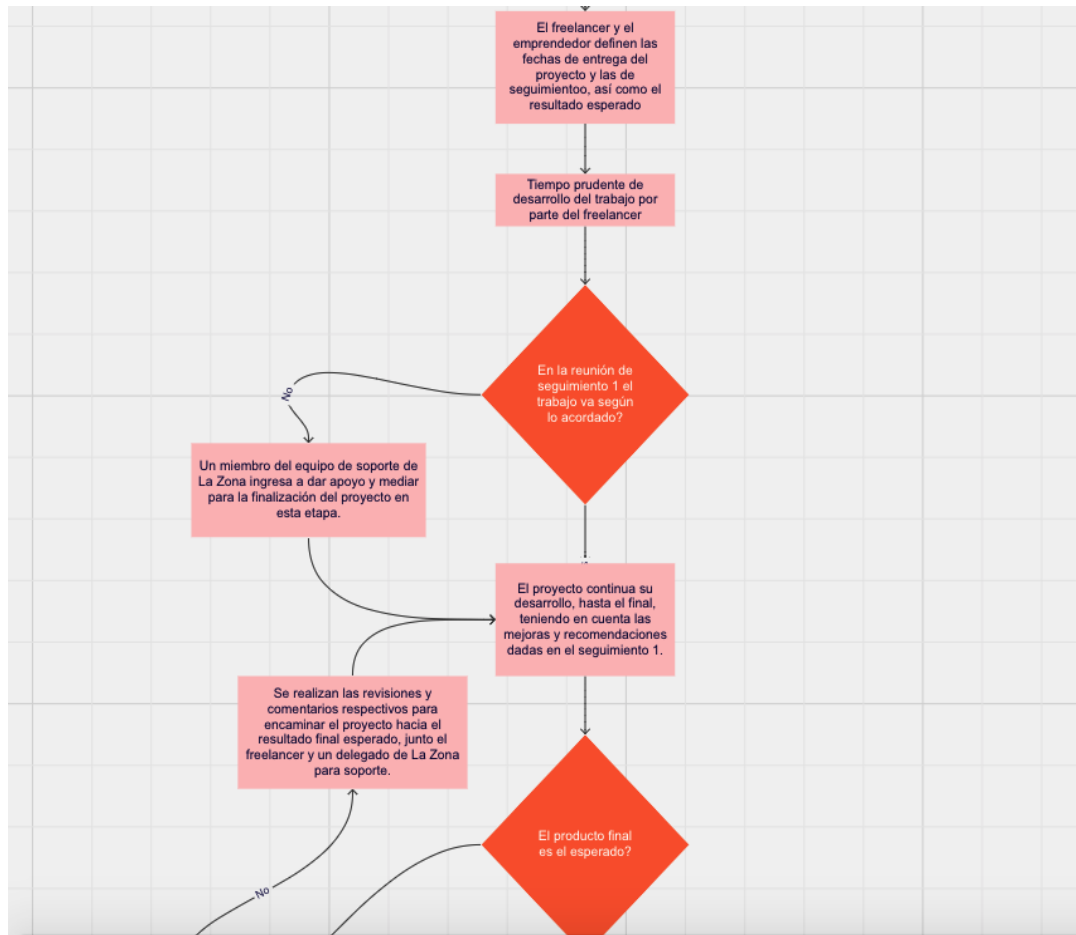 El freelancer y el
emprendedor definen las
fechas de entrega del
proyecto y las de
seguimientoo, así como el
resultado esperado
Tiempo prudente de
desarrollo del trabajo por
parte del freelancer
En la reunión de
seguimiento 1 el
trabajo va según
lo acordado?
No
Un miembro del equipo de soporte de
La Zona ingresa a dar apoyo y mediar
para la finalización del proyecto en
esta etapa.
El proyecto continua su
desarrollo, hasta el final,
teniendo en cuenta las
mejoras y recomendaciones
dadas en el seguimiento 1.
Se realizan las revisiones y
comentarios respectivos para
encaminar el proyecto hacia el
resultado final esperado, junto el
freelancer y un delegado de La Zona
para soporte.
El producto final
es el esperado?
No